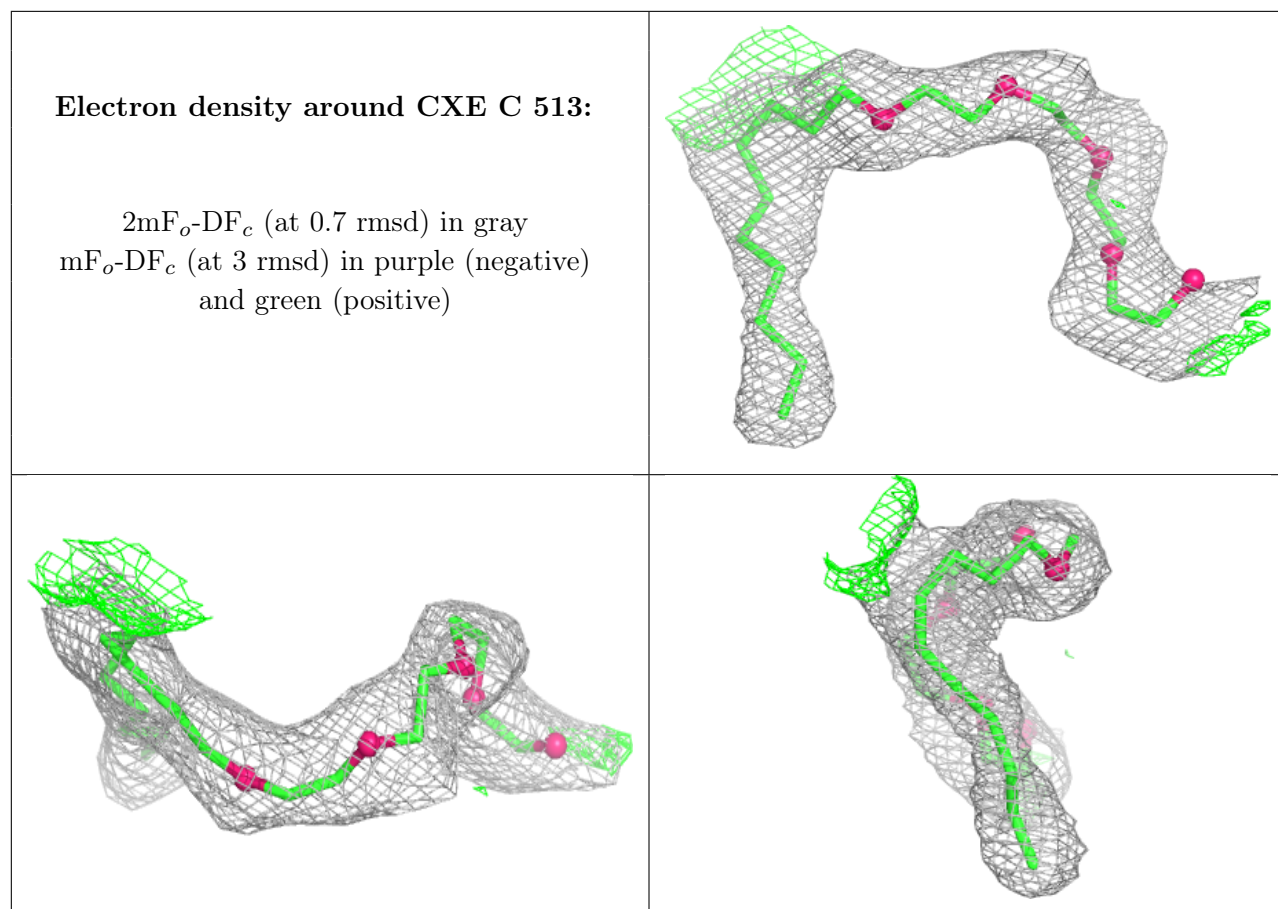 Electron density around CXE C 513:
2mFₒ-DF𝒸 (at 0.7 rmsd) in gray
mFₒ-DF𝒸 (at 3 rmsd) in purple (negative)
and green (positive)